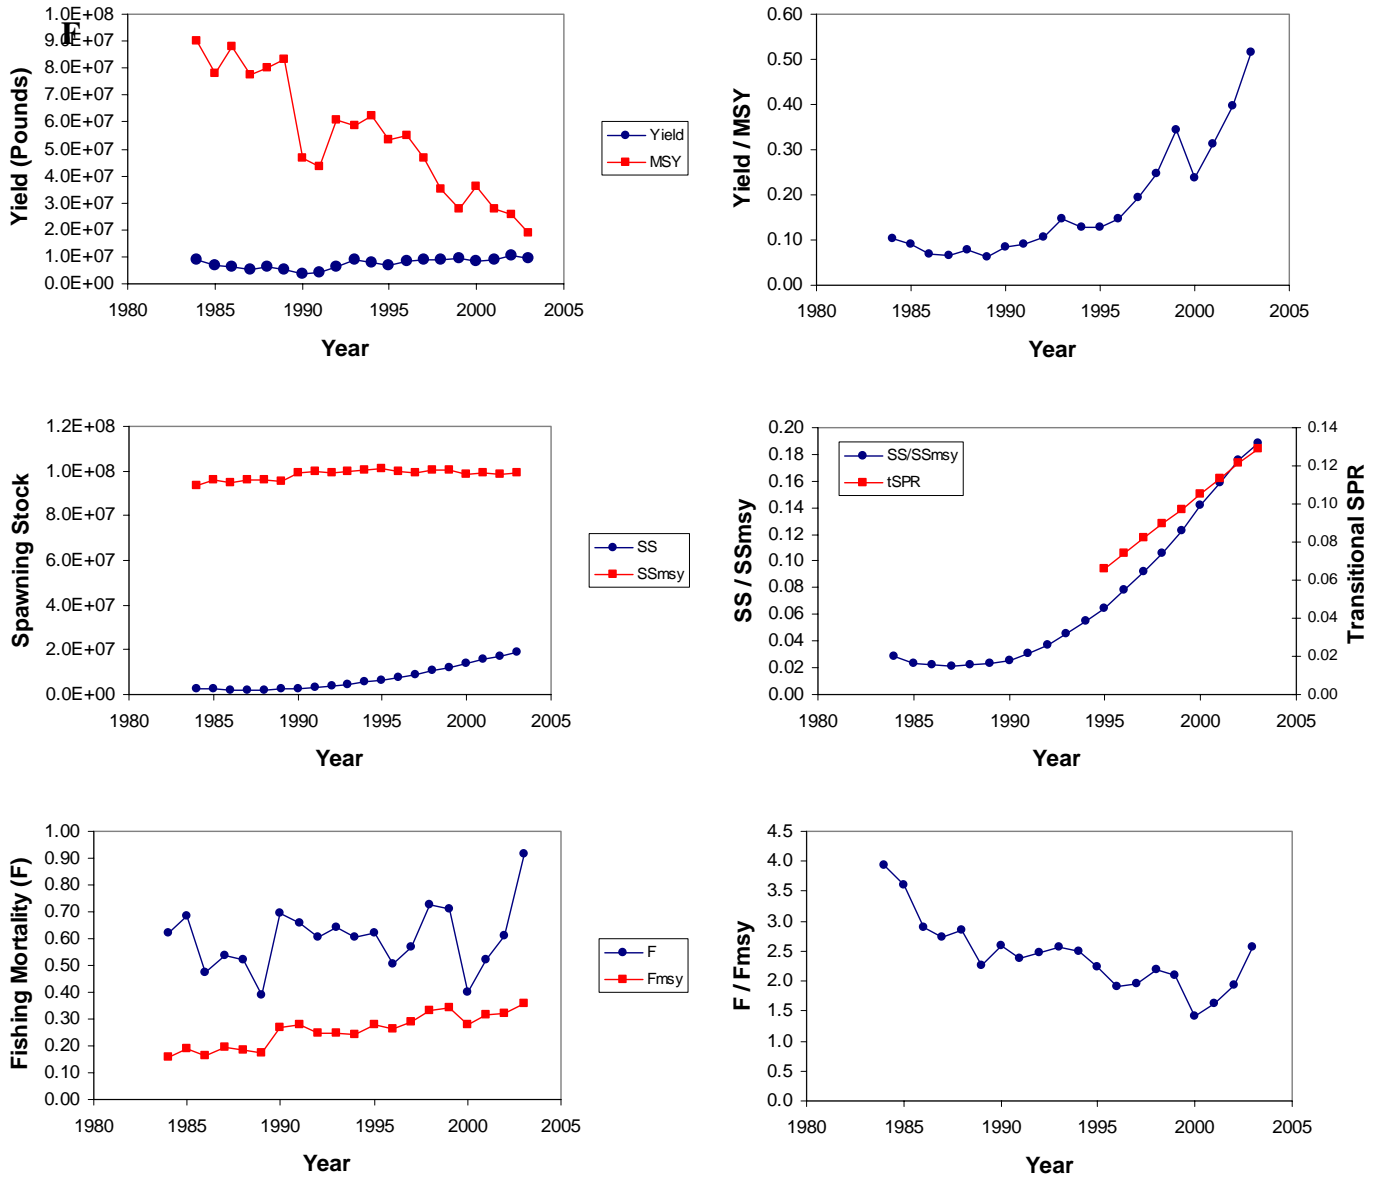 F
Yield (Pounds)
1.0E+08
9.0E+07
8.0E+07
7.0E+07
6.0E+07
5.0E+07
4.0E+07
3.0E+07
2.0E+07
1.0E+07
0.0E+00
1980 1985 1990 1995 2000 2005
Year
Yield
MSY
Yield / MSY
0.60
0.50
0.40
0.30
0.20
0.10
0.00
1980 1985 1990 1995 2000 2005
Year
Spawning Stock
1.2E+08
1.0E+08
8.0E+07
6.0E+07
4.0E+07
2.0E+07
0.0E+00
1980 1985 1990 1995 2000 2005
Year
SS
SSmsy
SS / SSmsy
0.20
0.18
0.16
0.14
0.12
0.10
0.08
0.06
0.04
0.02
0.00
SS/SSmsy
tSPR
1980 1985 1990 1995 2000 2005
Year
0.14
0.12
0.10
0.08
0.06
0.04
0.02
0.00
Transitional SPR
Fishing Mortality (F)
1.00
0.90
0.80
0.70
0.60
0.50
0.40
0.30
0.20
0.10
0.00
1980 1985 1990 1995 2000 2005
Year
F
Fmsy
F / Fmsy
4.5
4.0
3.5
3.0
2.5
2.0
1.5
1.0
0.5
0.0
1980 1985 1990 1995 2000 2005
Year